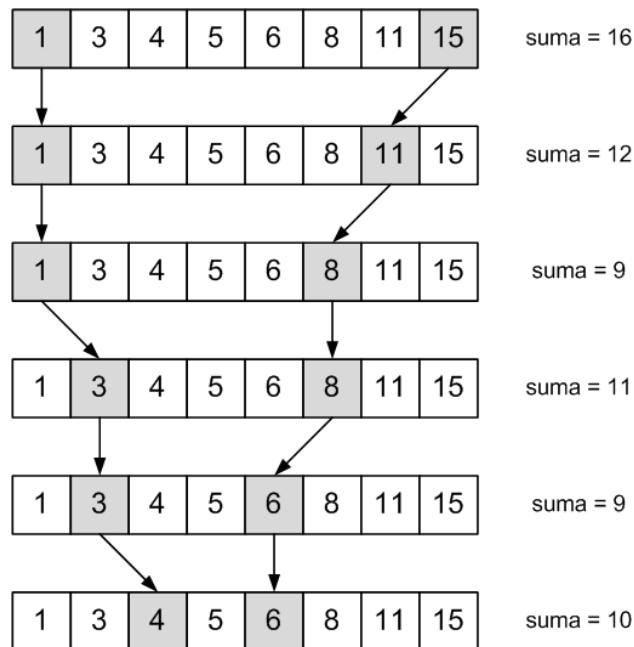 1 3 4 5 6 8 11 15 suma = 16
1 3 4 5 6 8 11 15 suma = 12
1 3 4 5 6 8 11 15 suma = 9
1 3 4 5 6 8 11 15 suma = 11
1 3 4 5 6 8 11 15 suma = 9
1 3 4 5 6 8 11 15 suma = 10